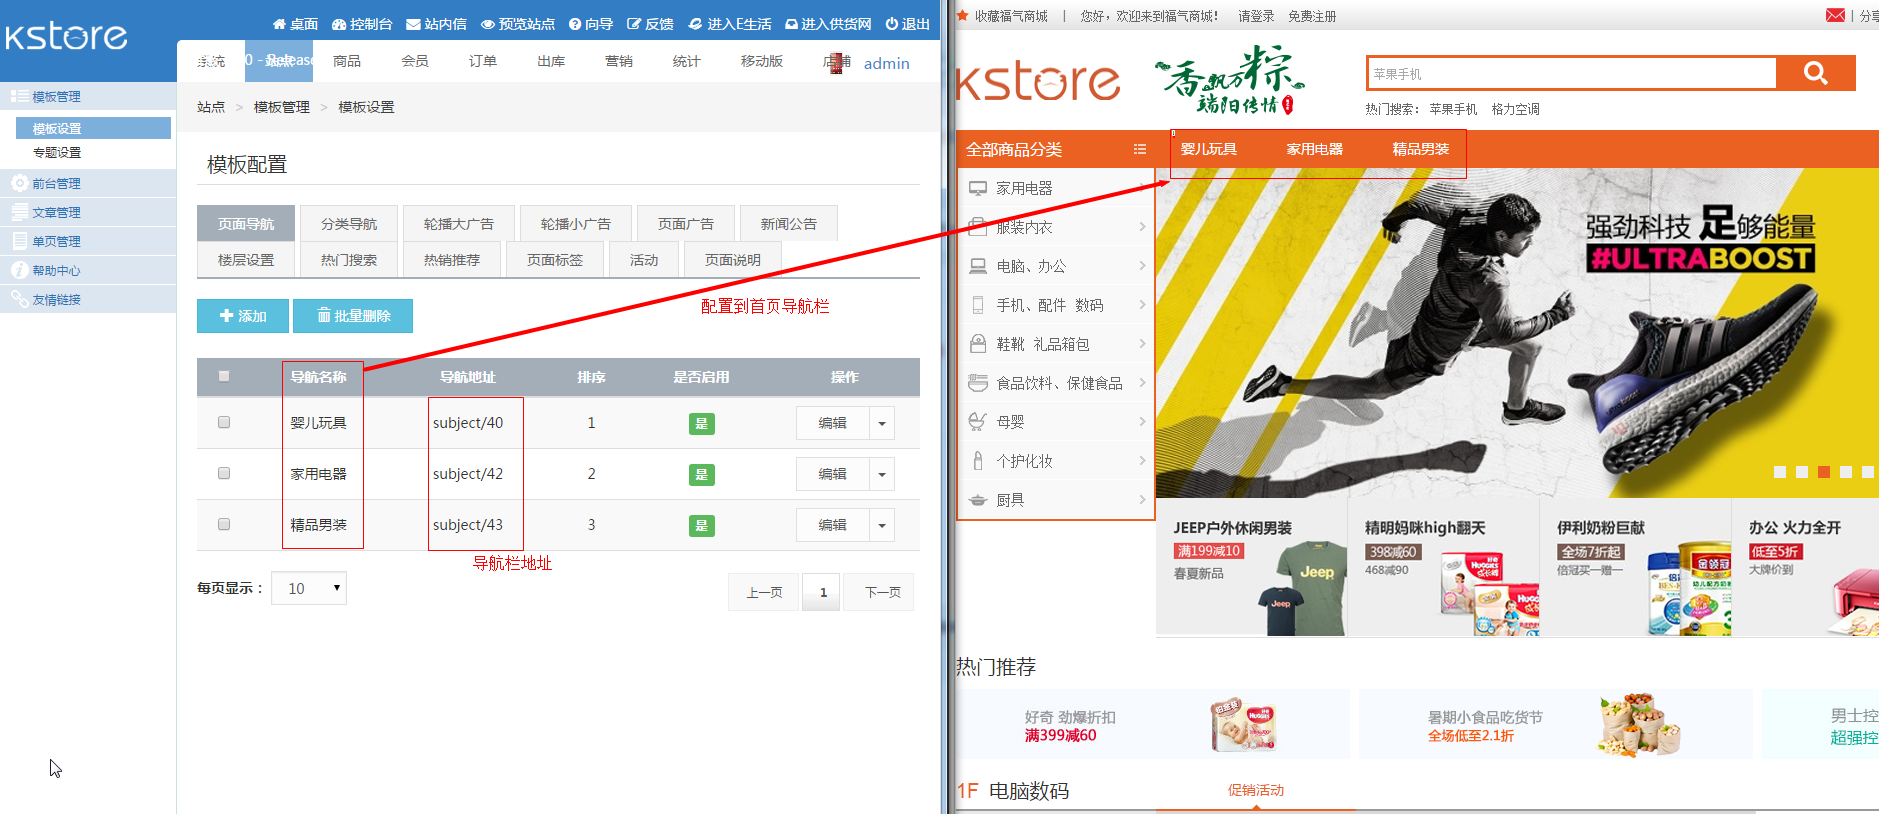 kstore
桌面 控制台 站内信 预览站点 向导 反馈 进入E生活 进入供货网 退出
系统 站点 商品 会员 订单 出库 营销 统计 移动版 店铺 admin
模板管理
模板设置
专题设置
前台管理
文章管理
单页管理
帮助中心
友情链接
站点 > 模板管理 > 模板设置
模板配置
页面导航 分类导航 轮播大广告 轮播小广告 页面广告 新闻公告
楼层设置 热门搜索 热销推荐 页面标签 活动 页面说明
添加 批量删除
配置到首页导航栏
导航名称 导航地址 排序 是否启用 操作
婴儿玩具 subject/40 1 是 编辑
家用电器 subject/42 2 是 编辑
精品男装 subject/43 3 是 编辑
导航栏地址
每页显示： 10 上一页 1 下一页
收藏福气商城 | 您好，欢迎来到福气商城！ 请登录 免费注册 | 分享
kstore
香飘万粽
端阳传情
苹果手机
热门搜索： 苹果手机 格力空调
全部商品分类 婴儿玩具 家用电器 精品男装
家用电器
服装内衣
电脑、办公
手机、配件 数码
鞋靴 礼品箱包
食品饮料、保健食品
母婴
个护化妆
厨具
强劲科技 足够能量
#ULTRABOOST
JEEP户外休闲男装
满199减10
春夏新品
Jeep
Jeep
精明妈咪high翻天
398减60
468减90
HUGGIES
伊利奶粉巨献
全场7折起
倍冠买一赠一
金领冠
办公 火力全开
低至5折
大牌价到
热门推荐
好奇 劲爆折扣
满399减60
HUGGIES
暑期小食品吃货节
全场低至2.1折
男士控
超强控
1F 电脑数码 促销活动